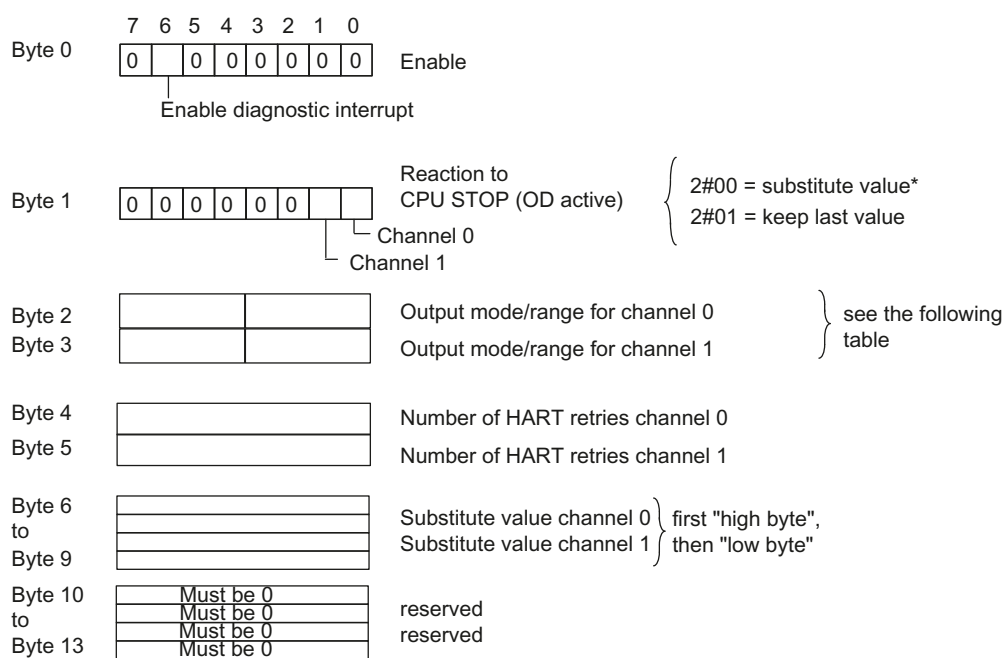 7 6 5 4 3 2 1 0
Byte 0
0 0 0 0 0 0 0
Enable
Enable diagnostic interrupt
Byte 1
0 0 0 0 0 0
Reaction to
CPU STOP (OD active)
2#00 = substitute value*
2#01 = keep last value
Channel 0
Channel 1
Byte 2
Output mode/range for channel 0
Byte 3
Output mode/range for channel 1
see the following
table
Byte 4
Number of HART retries channel 0
Byte 5
Number of HART retries channel 1
Byte 6
to
Byte 9
Substitute value channel 0
Substitute value channel 1
first "high byte",
then "low byte"
Byte 10
to
Byte 13
Must be 0
Must be 0
Must be 0
Must be 0
reserved
reserved